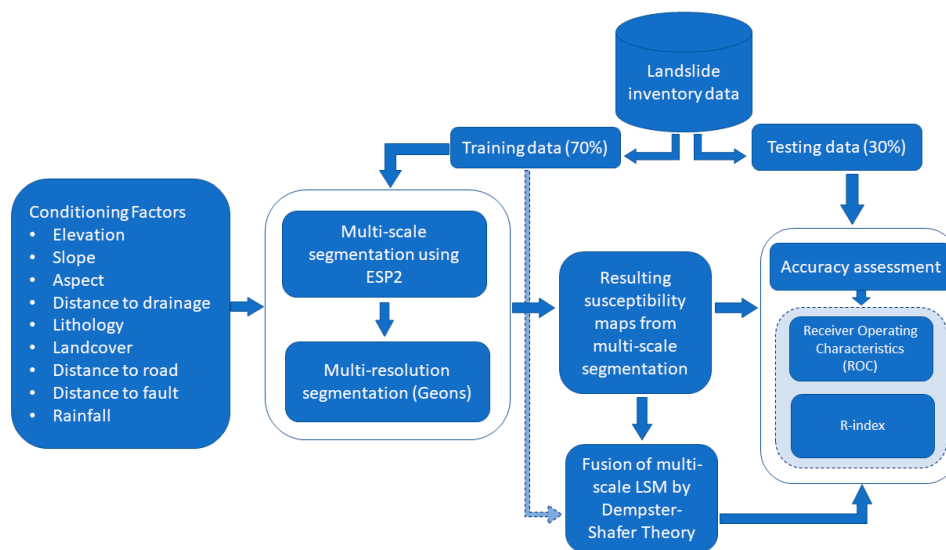 Landslide
inventory data
Training data (70%)
Testing data (30%)
Conditioning Factors
• Elevation
• Slope
• Aspect
• Distance to drainage
• Lithology
• Landcover
• Distance to road
• Distance to fault
• Rainfall
Multi-scale
segmentation using
ESP2
Multi-resolution
segmentation (Geons)
Resulting
susceptibility
maps from
multi-scale
segmentation
Fusion of multi-
scale LSM by
Dempster-
Shafer Theory
Accuracy assessment
Receiver Operating
Characteristics
(ROC)
R-index